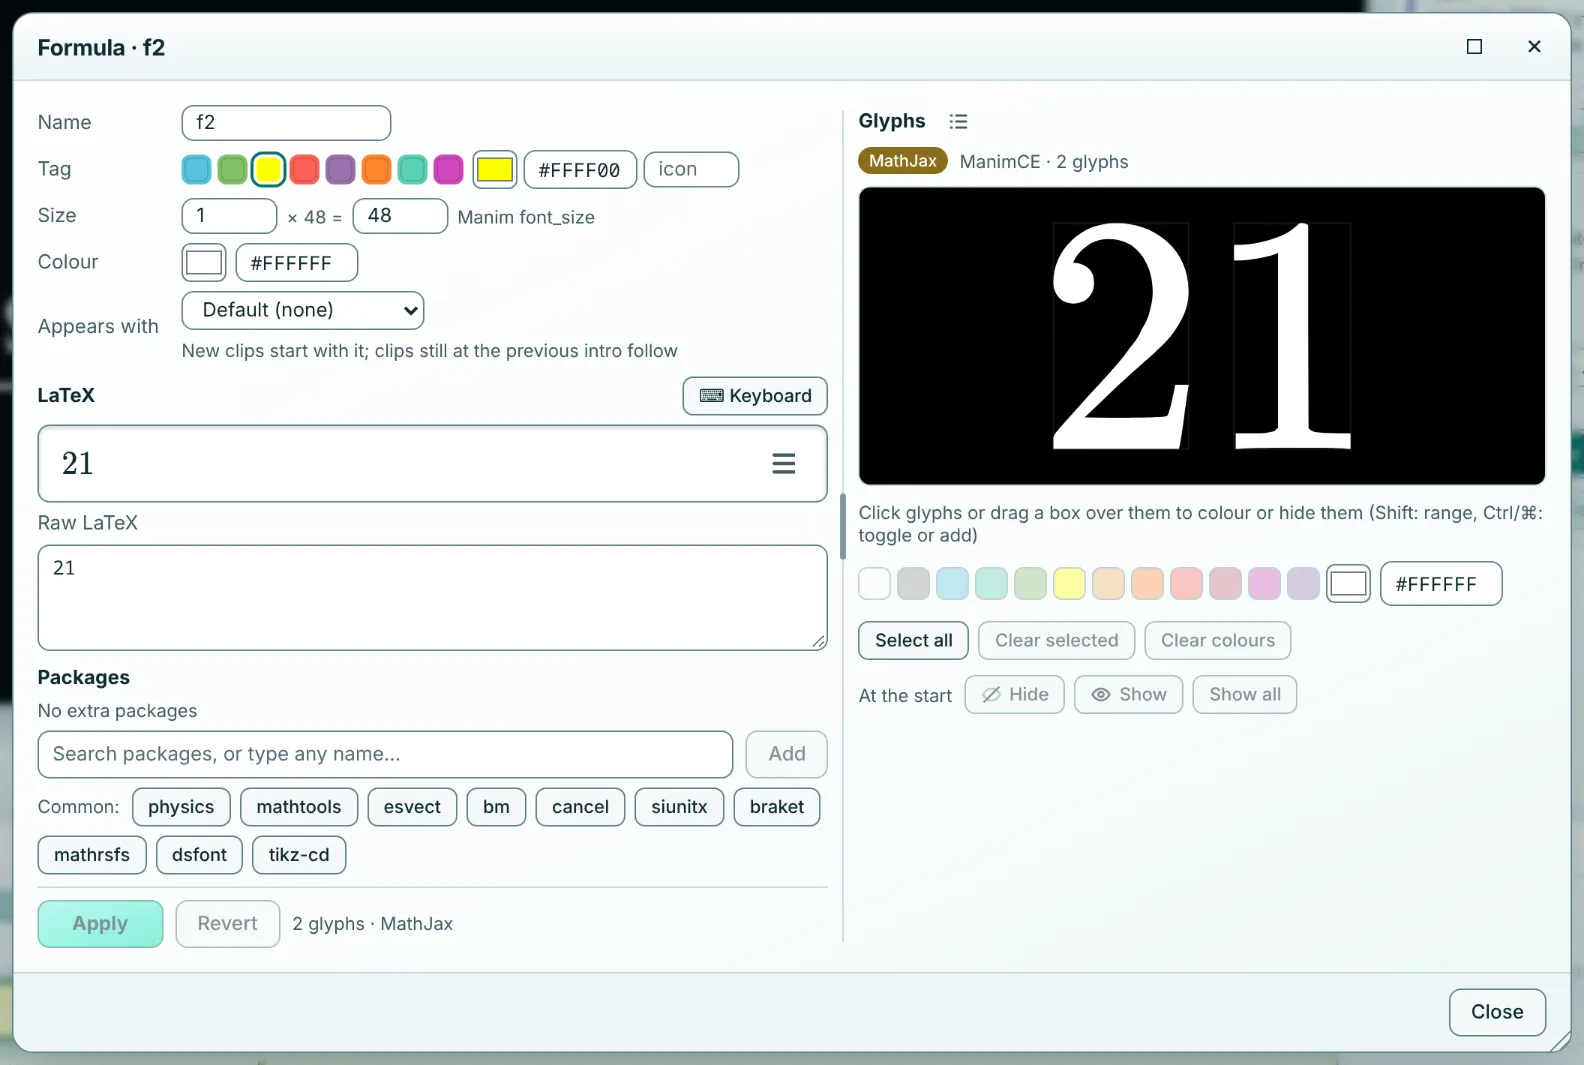 Formula · f2
Name
f2
Tag
#FFFF00
icon
Size
1
× 48 =
48
Manim font_size
Colour
#FFFFFF
Appears with
Default (none)
New clips start with it; clips still at the previous intro follow
LaTeX
Keyboard
21
Raw LaTeX
21
Packages
No extra packages
Search packages, or type any name...
Add
Common:
physics
mathtools
esvect
bm
cancel
siunitx
braket
mathrsfs
dsfont
tikz-cd
Apply
Revert
2 glyphs · MathJax
Glyphs
MathJax
ManimCE · 2 glyphs
21
Click glyphs or drag a box over them to colour or hide them (Shift: range, Ctrl/⌘:
toggle or add)
#FFFFFF
Select all
Clear selected
Clear colours
At the start
Hide
Show
Show all
Close